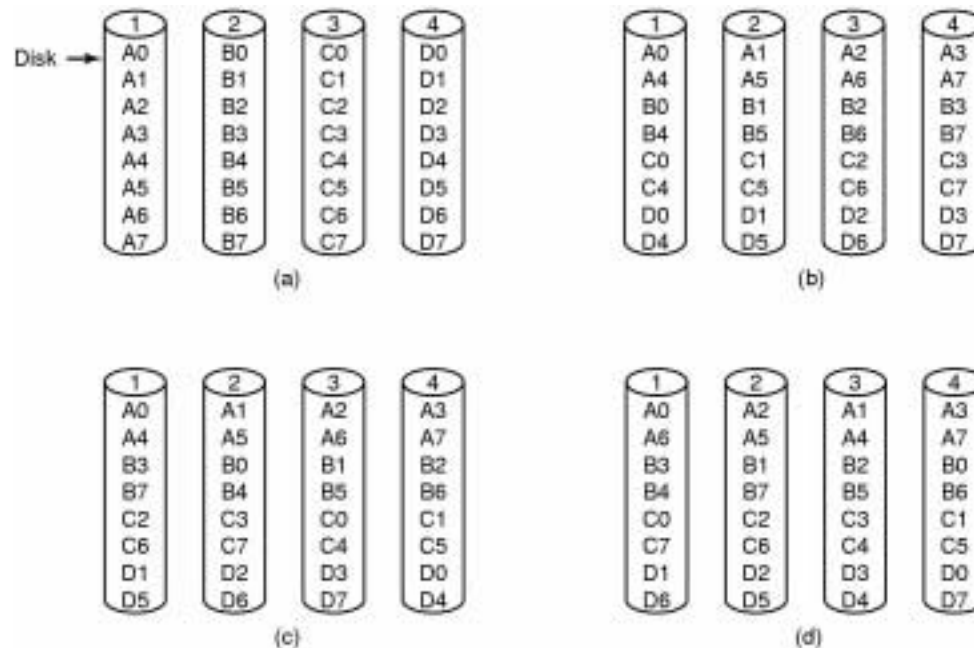 1 2 3 4 1 2 3 4
Disk A0 B0 C0 D0 A0 A1 A2 A3
A1 B1 C1 D1 A4 A5 A6 A7
A2 B2 C2 D2 B0 B1 B2 B3
A3 B3 C3 D3 B4 B5 B6 B7
A4 B4 C4 D4 C0 C1 C2 C3
A5 B5 C5 D5 C4 C5 C6 C7
A6 B6 C6 D6 D0 D1 D2 D3
A7 B7 C7 D7 D4 D5 D6 D7
(a) (b)
1 2 3 4 1 2 3 4
A0 A1 A2 A3 A0 A2 A1 A3
A4 A5 A6 A7 A6 A5 A4 A7
B3 B0 B1 B2 B3 B1 B2 B0
B7 B4 B5 B6 B4 B7 B5 B6
C2 C3 C0 C1 C0 C2 C3 C1
C6 C7 C4 C5 C7 C6 C4 C5
D1 D2 D3 D0 D1 D2 D3 D0
D5 D6 D7 D4 D6 D5 D4 D7
(c) (d)